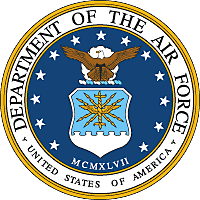 DEPARTMENT OF THE AIR FORCE
MCMXLVII
UNITED STATES OF AMERICA